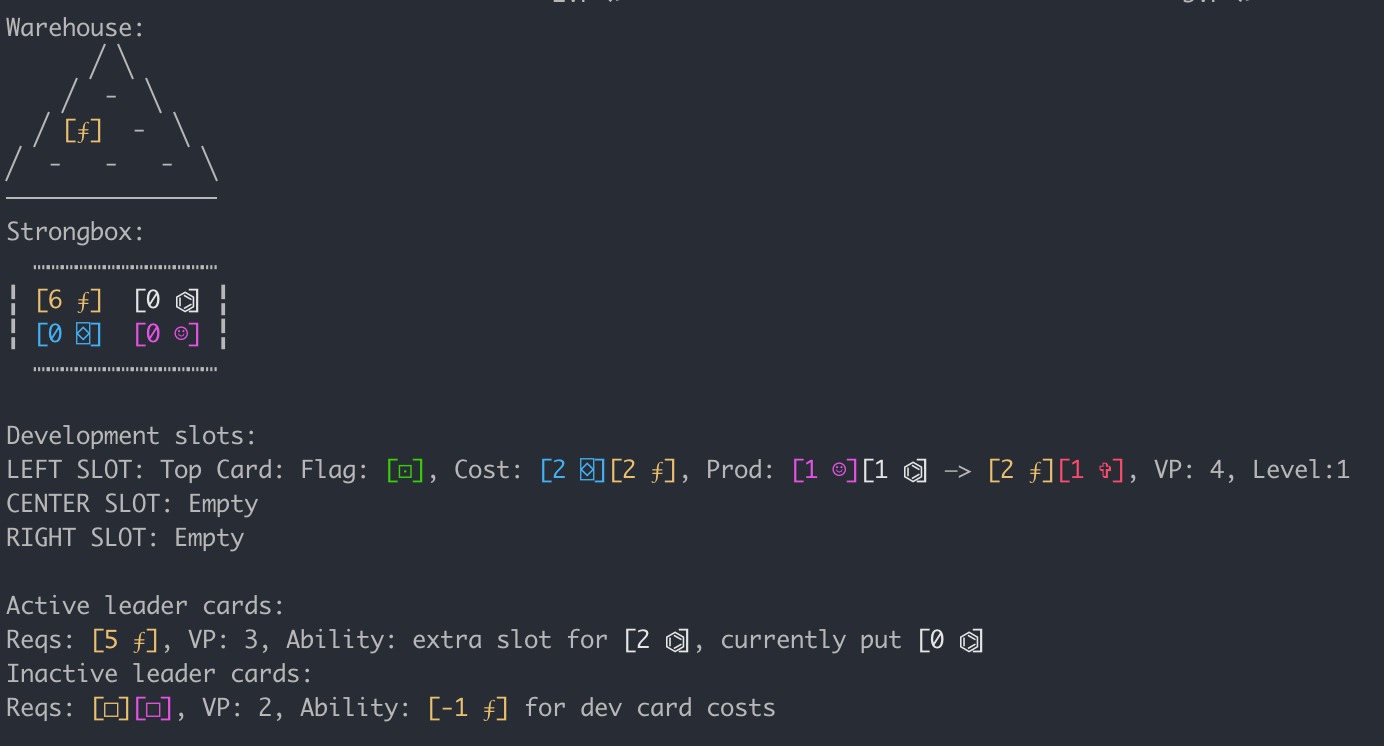 Warehouse:
/ \
/ - \
/ [⨎] - \
/ - - - \
Strongbox:
[6 ⨎] [0 ⌬]
[0 ⍃] [0 ☺]
Development slots:
LEFT SLOT: Top Card: Flag: [⊡], Cost: [2 ⌺][2 ⨎], Prod: [1 ☺][1 ⌬] —> [2 ⨎][1 ✞], VP: 4, Level:1
CENTER SLOT: Empty
RIGHT SLOT: Empty
Active leader cards:
Reqs: [5 ⨎], VP: 3, Ability: extra slot for [2 ⌬], currently put [0 ⌬]
Inactive leader cards:
Reqs: [□][□], VP: 2, Ability: [-1 ⨎] for dev card costs